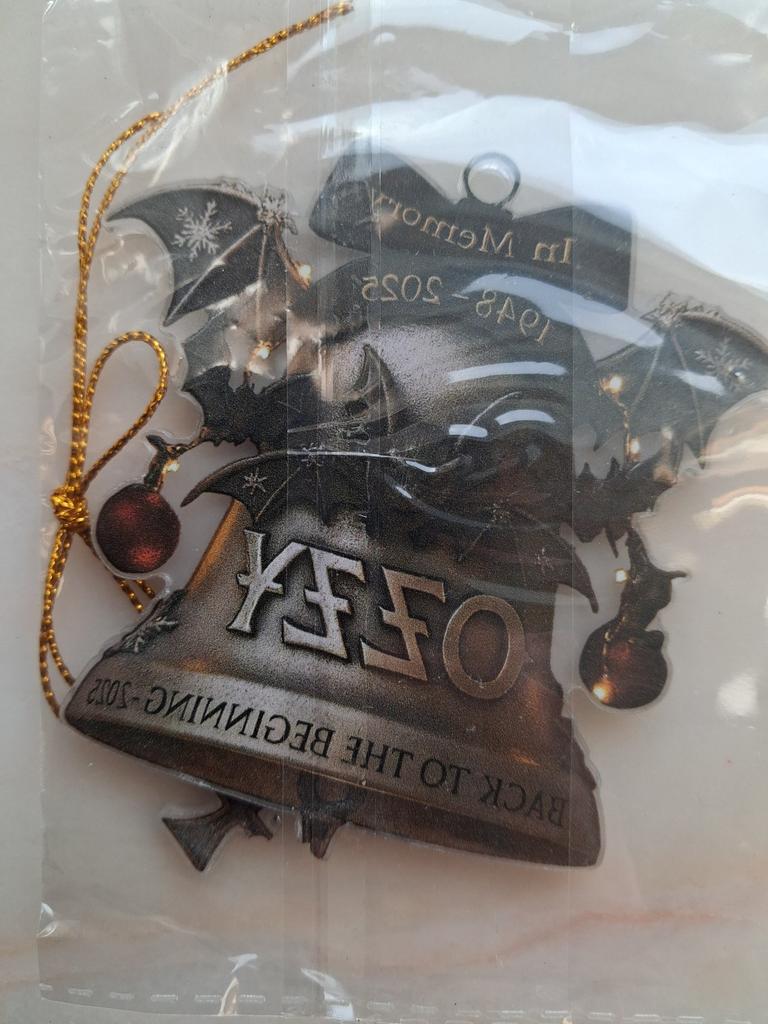 In Memory
1948 - 2025
OZZY
BACK TO THE BEGINNING - 2025